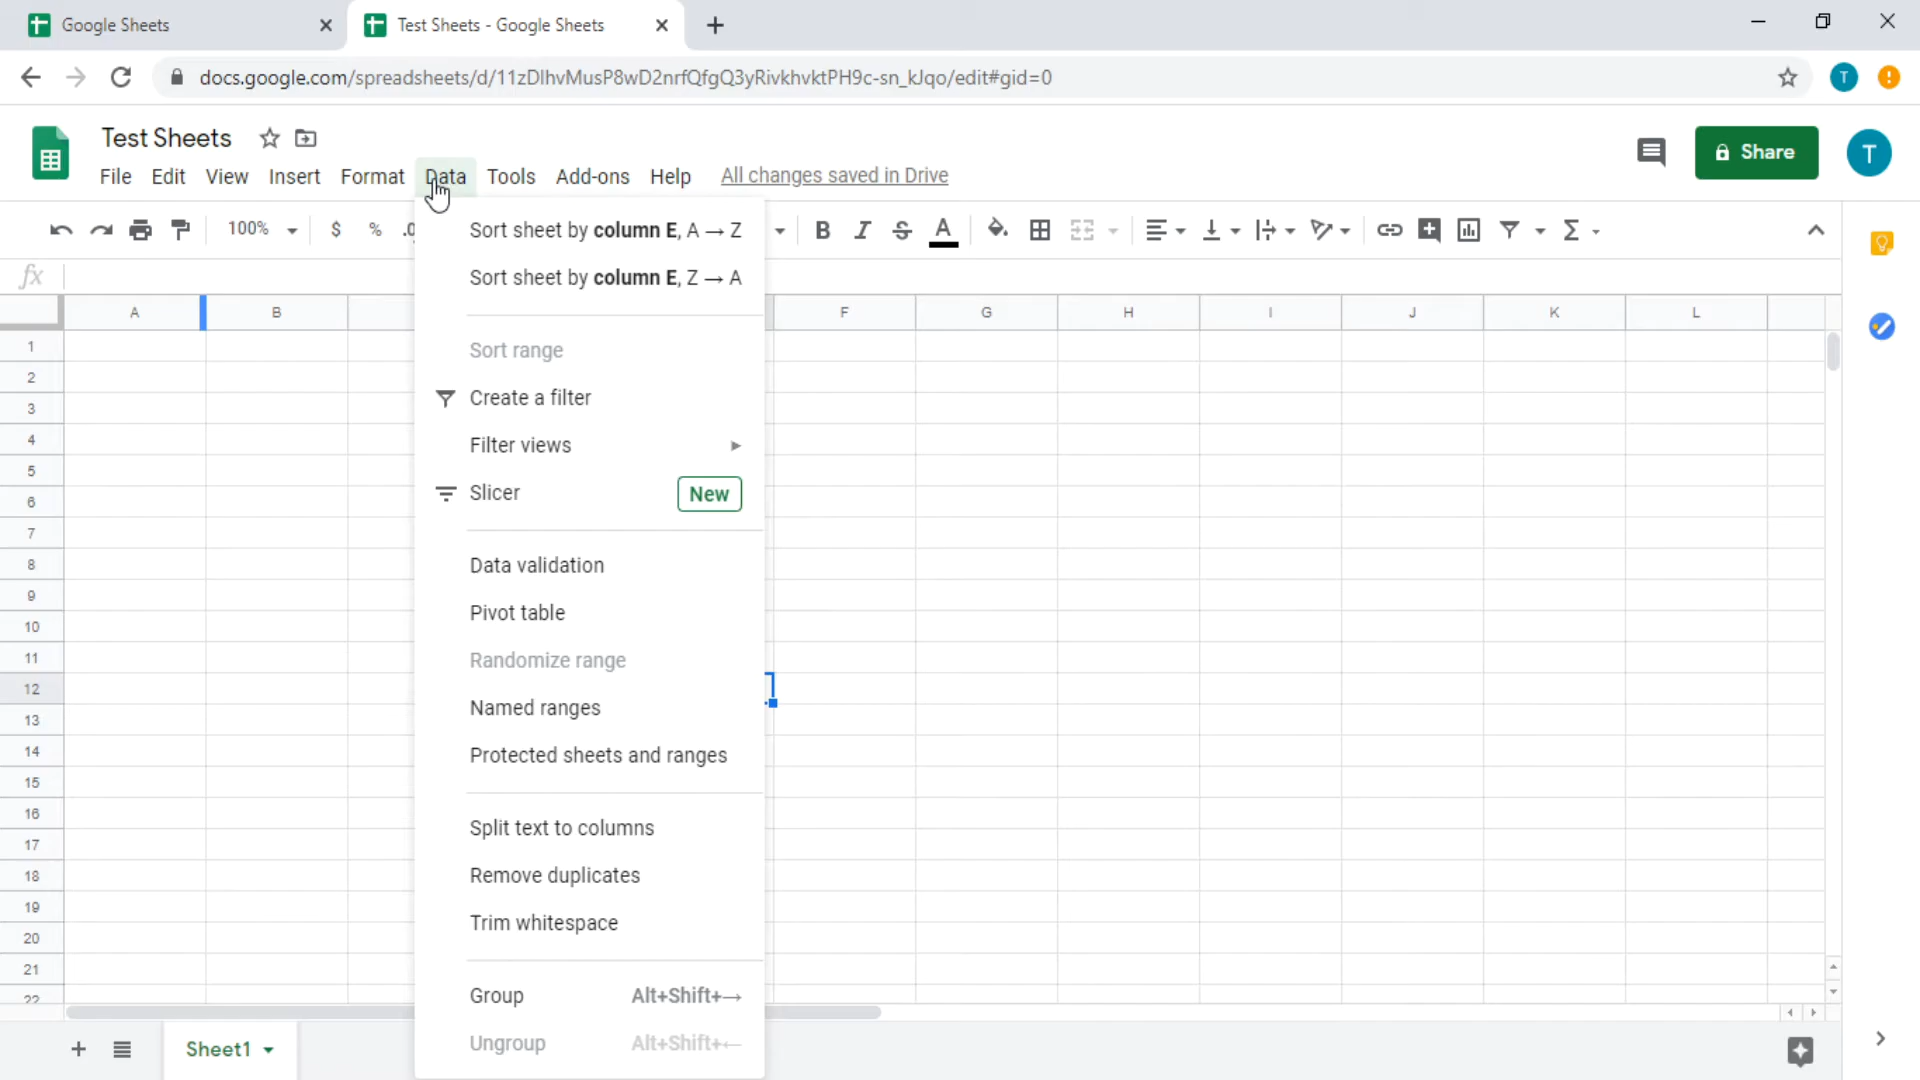 Google Sheets
Test Sheets - Google Sheets
docs.google.com/spreadsheets/d/11zDlhvMusP8wD2nrfQfgQ3yRivkhvktPH9c-sn_kJqo/edit#gid=0
T
Test Sheets
File Edit View Insert Format Data Tools Add-ons Help All changes saved in Drive
Share
T
100% $ % .0 B I S A Σ
fx
A B F G H I J K L
1
2
3
4
5
6
7
8
9
10
11
12
13
14
15
16
17
18
19
20
21
22
Sort sheet by column E, A → Z
Sort sheet by column E, Z → A
Sort range
Create a filter
Filter views
Slicer New
Data validation
Pivot table
Randomize range
Named ranges
Protected sheets and ranges
Split text to columns
Remove duplicates
Trim whitespace
Group Alt+Shift+→
Ungroup Alt+Shift+←
Sheet1